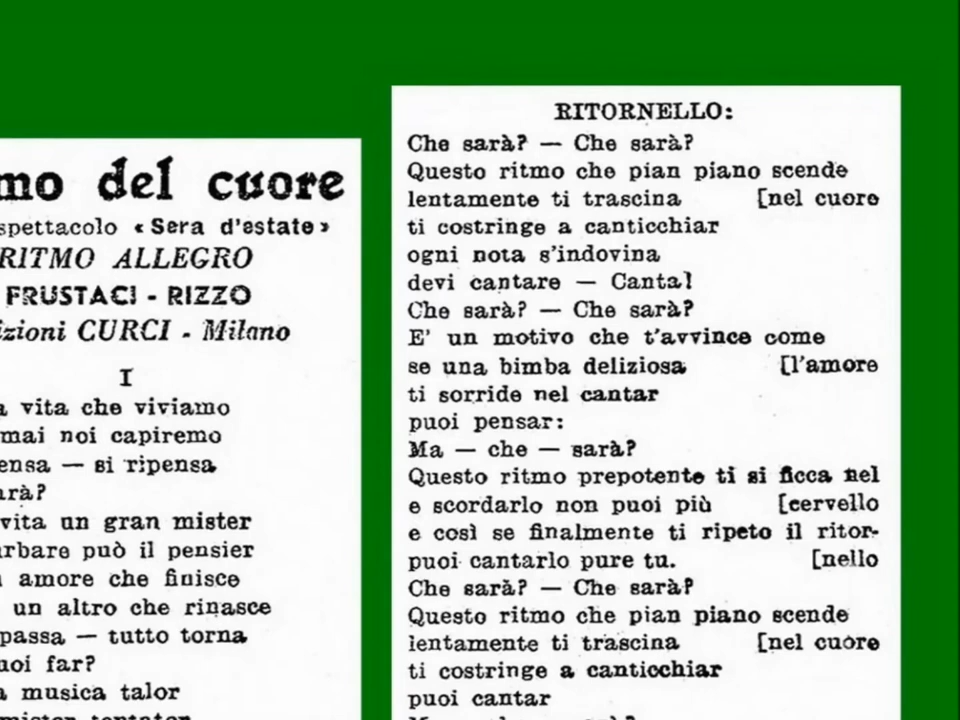 mo del cuore
spettacolo « Sera d'estate »
RITMO ALLEGRO
FRUSTACI - RIZZO
izioni CURCI - Milano
I
a vita che viviamo
mai noi capiremo
ensa — si ripensa
arà?
vita un gran mister
urbare può il pensier
amore che finisce
un altro che rinasce
passa — tutto torna
uoi far?
a musica talor
mister tentator
RITORNELLO:
Che sarà? — Che sarà?
Questo ritmo che pian piano scende
lentamente ti trascina [nel cuore
ti costringe a canticchiar
ogni nota s'indovina
devi cantare — Canta!
Che sarà? — Che sarà?
E' un motivo che t'avvince come
se una bimba deliziosa [l'amore
ti sorride nel cantar
puoi pensar:
Ma — che — sarà?
Questo ritmo prepotente ti si ficca nel
e scordarlo non puoi più [cervello
e così se finalmente ti ripeto il ritor-
puoi cantarlo pure tu. [nello
Che sarà? — Che sarà?
Questo ritmo che pian piano scende
lentamente ti trascina [nel cuore
ti costringe a canticchiar
puoi cantar